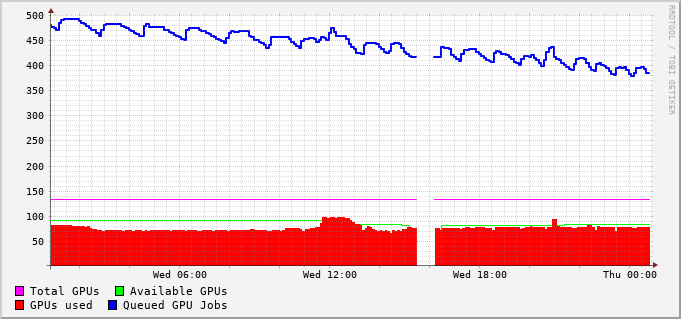 500
450
400
350
300
250
200
150
100
50
Wed 06:00 Wed 12:00 Wed 18:00 Thu 00:00
Total GPUs Available GPUs
GPUs used Queued GPU Jobs
RRDTOOL / TOBI OETIKER